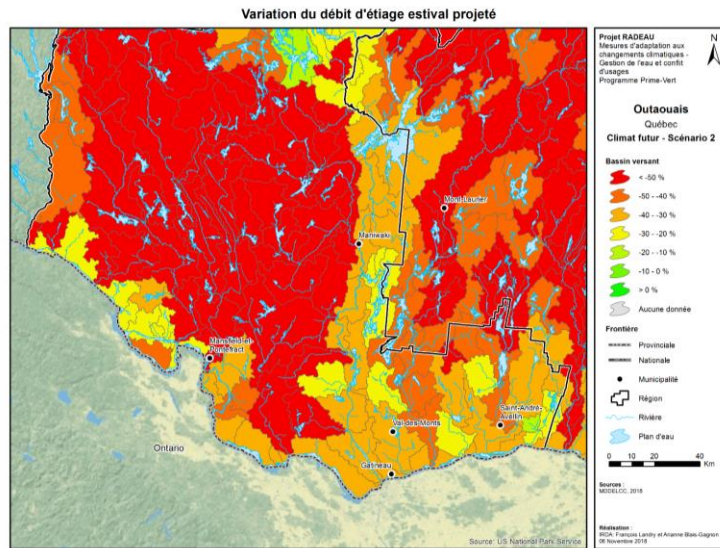 Variation du débit d'étiage estival projeté
Mont-Laurier
Maniwaki
Mansfield-et-
Pontefract
Saint-André-
Avellin
Val-des-Monts
Ontario
Gatineau
Source: US National Park Service
Projet RADEAU
Mesures d'adaptation aux
changements climatiques -
Gestion de l'eau et conflit
d'usages
Programme Prime-Vert
N
Outaouais
Québec
Climat futur - Scénario 2
Bassin versant
< -50 %
-50 - -40 %
-40 - -30 %
-30 - -20 %
-20 - -10 %
-10 - 0 %
> 0 %
Aucune donnée
Frontière
Provinciale
Nationale
Municipalité
Région
Rivière
Plan d'eau
0 10 20 40
Km
Sources :
MDDELCC, 2018
Réalisation :
IRDA: François Landry et Arianne Blais-Gagnon
06 Novembre 2018